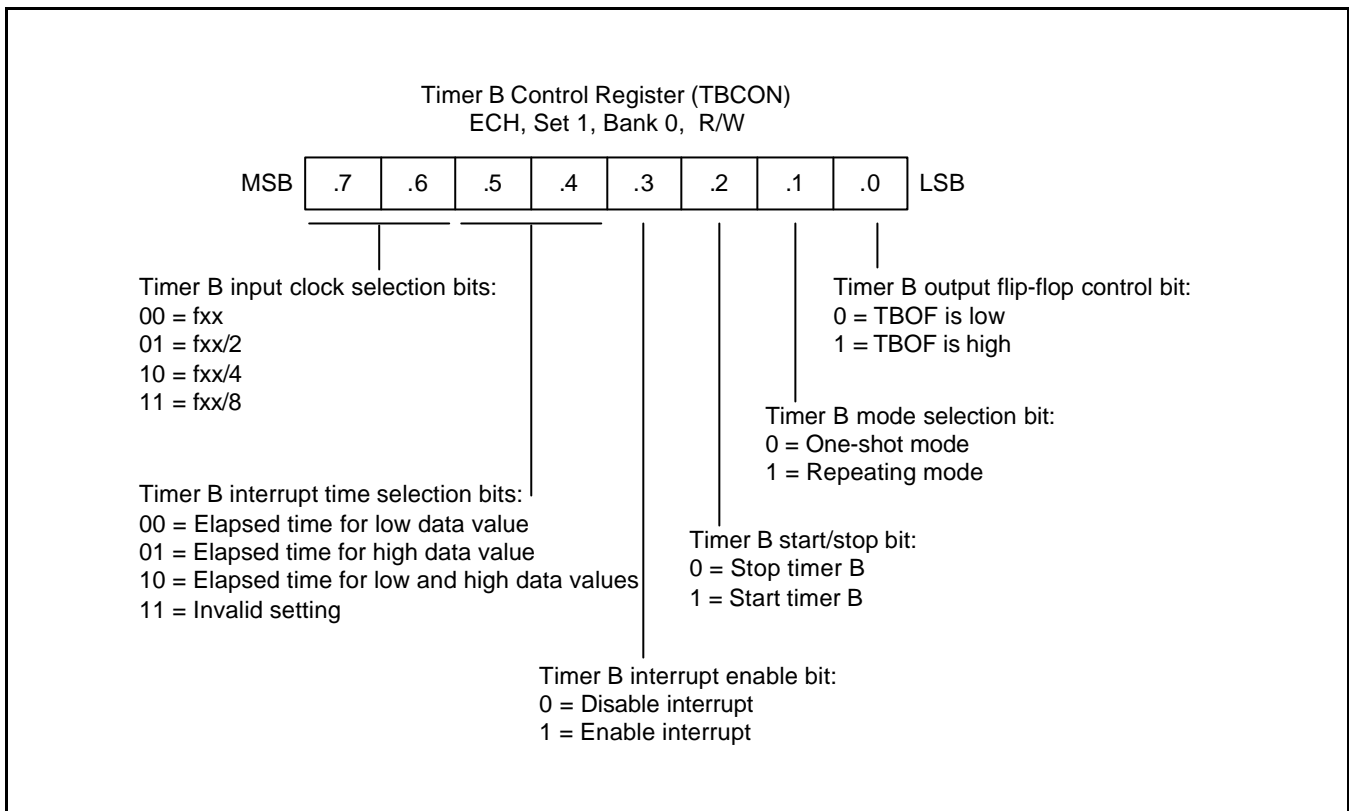 Timer B Control Register (TBCON)
ECH, Set 1, Bank 0, R/W
MSB .7 .6 .5 .4 .3 .2 .1 .0 LSB
Timer B input clock selection bits:
00 = fxx
01 = fxx/2
10 = fxx/4
11 = fxx/8
Timer B output flip-flop control bit:
0 = TBOF is low
1 = TBOF is high
Timer B mode selection bit:
0 = One-shot mode
1 = Repeating mode
Timer B interrupt time selection bits:
00 = Elapsed time for low data value
01 = Elapsed time for high data value
10 = Elapsed time for low and high data values
11 = Invalid setting
Timer B start/stop bit:
0 = Stop timer B
1 = Start timer B
Timer B interrupt enable bit:
0 = Disable interrupt
1 = Enable interrupt